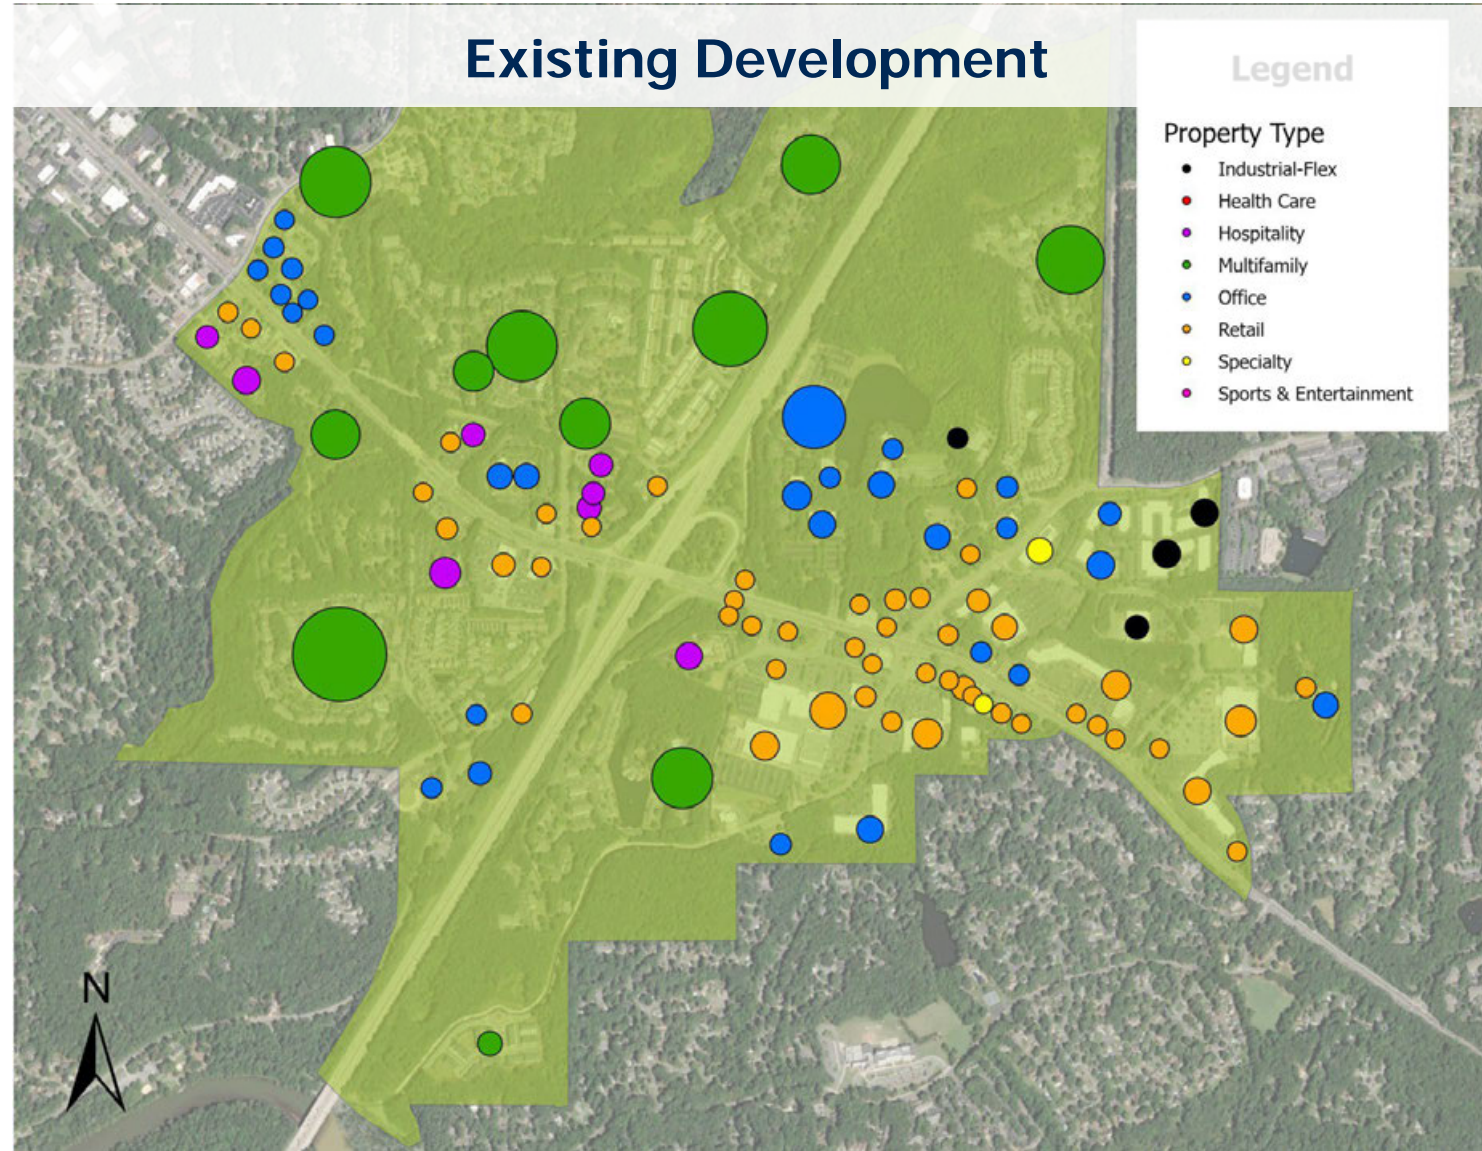 Existing Development
Legend
Property Type
Industrial-Flex
Health Care
Hospitality
Multifamily
Office
Retail
Specialty
Sports & Entertainment
N